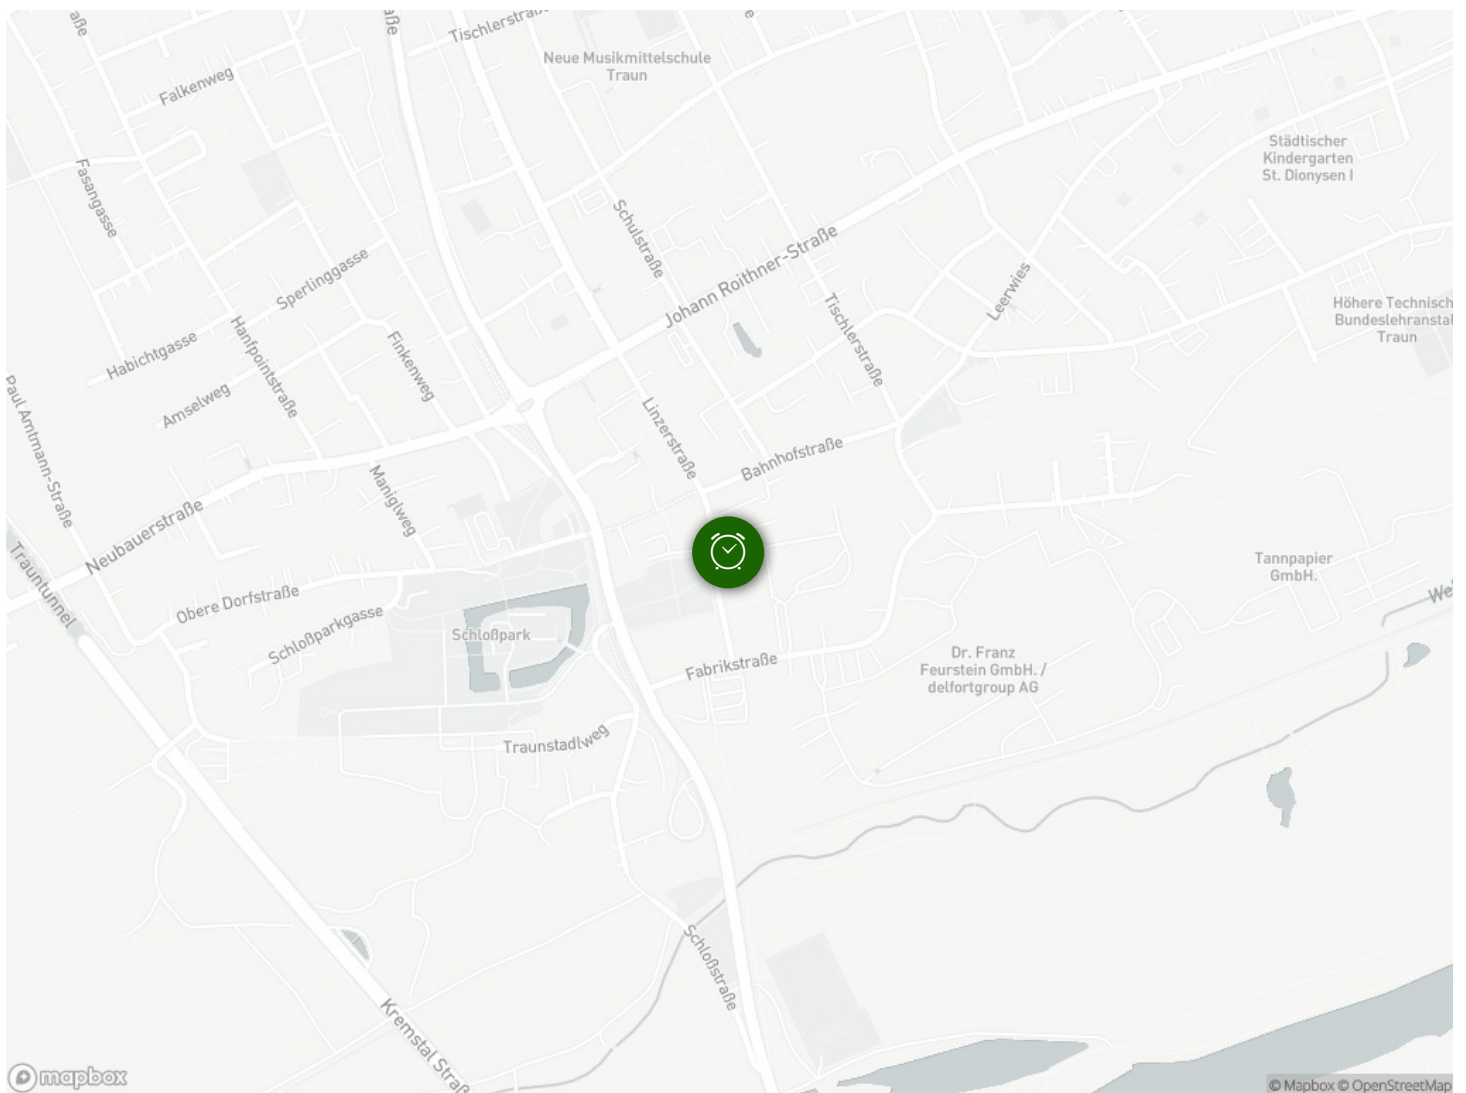 aße
Tischlerstraße
Neue Musikmittelschule
Traun
Falkenweg
Städtischer
Kindergarten
St. Dionysen I
Fasangasse
Schulstraße
Johann Roithner-Straße
Sperlinggasse
Leerwies
Höhere Technisch
Bundeslehranstal
Traun
Tischlerstraße
Habichtgasse
Hanfpointstraße
Finkenweg
Amselweg
Paul Amtmann-Straße
Linzerstraße
Bahnhofstraße
Maniglweg
Neubauerstraße
Trauntunnel
Tannpapier
GmbH.
Obere Dorfstraße
Schloßparkgasse
Schloßpark
Fabrikstraße
Dr. Franz
Feurstein GmbH. /
delfortgroup AG
Traunstadlweg
Schloßstraße
Kremstal Straß
mapbox
© Mapbox © OpenStreetMap